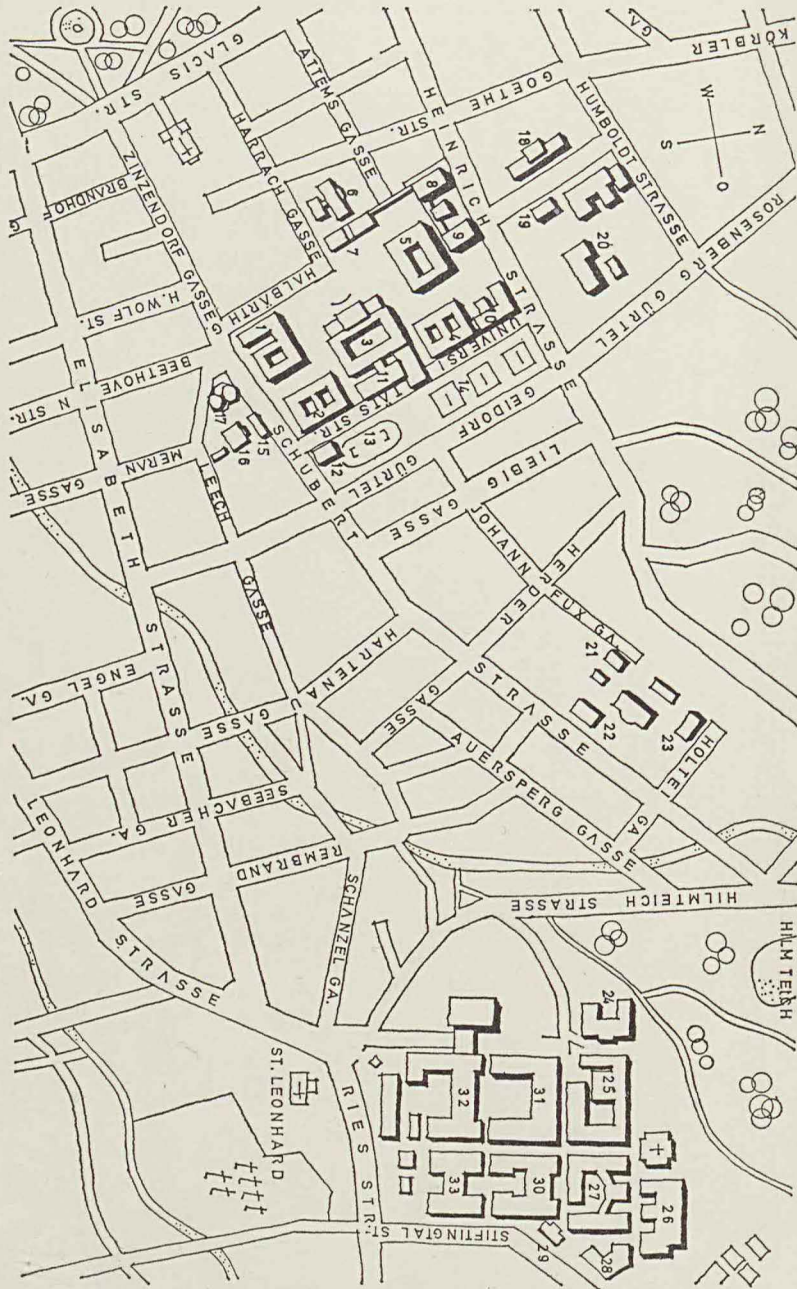 KÖRBLER
GA.
GLACIS
STR.
ATTEMS GASSE
HEINRICH STRASSE
GOETHE
STR.
HUMBOLDT STRASSE
W
N
S
O
HARRACH GASSE
ZINZENDORF GASSE
BRANDHOF G.
ROSENBERG GÜRTEL
18
6
8
19
20
7
9
5
H. WOLF ST.
HALBÄRTH G.
10
4
UNIVERSITÄTS STR.
3
1
11
14
BEETHOVEN STR.
ELISABETH STRASSE
2
17
15
16
13
12
SCHUBERT STRASSE
GEIDORF GÜRTEL
MERAN GASSE
LEECH GASSE
LIEBIG GASSE
JOHANN FUX GA.
HERDER GASSE
21
22
23
HOLTEI GA.
ENGEL GA.
HARTENAU GASSE
AUERSPERG GASSE
SEEBACHER GA.
LEONHARD STRASSE
REMBRAND GASSE
SCHANZEL GA.
HILMTEICH STRASSE
HILMTEICH
24
25
31
32
ST. LEONHARD
RIES STR.
33
30
27
26
29
28
STIFTINGTAL ST.